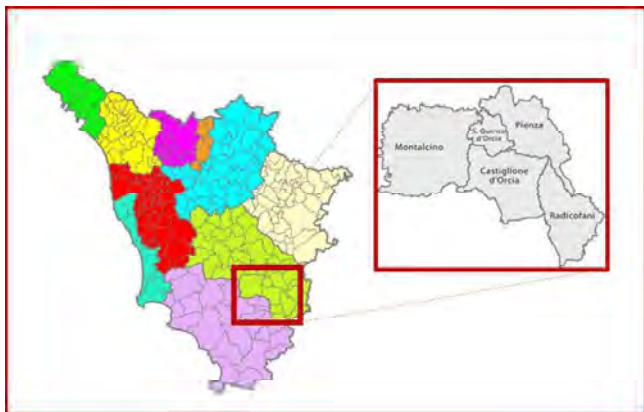 Montalcino
S. Quirico
d'Orcia
Pienza
Castiglione
d'Orcia
Radicofani